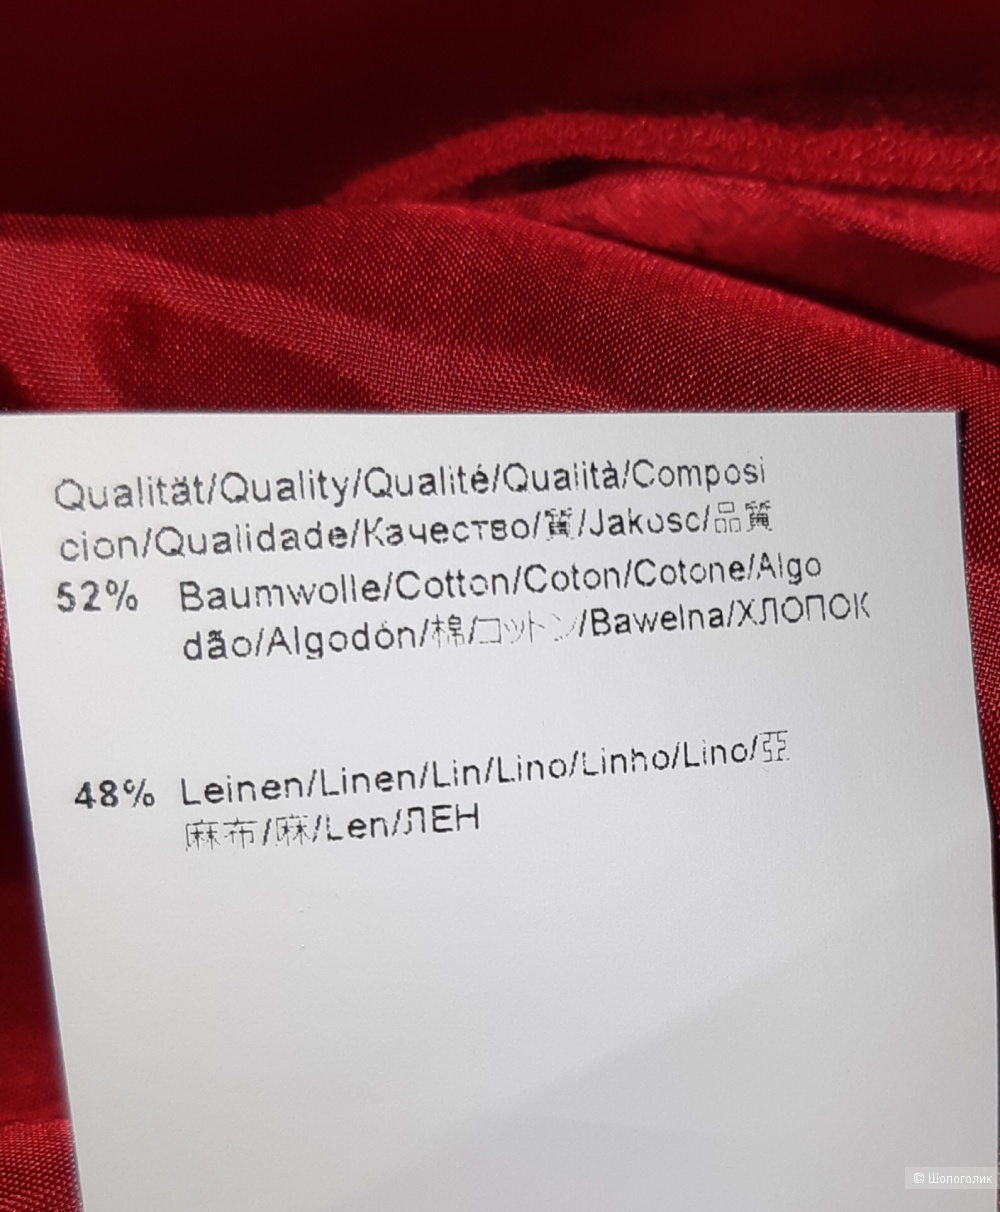 Qualität/Quality/Qualité/Qualità/Composi
cion/Qualidade/Качество/質/Jakosc/品質
52% Baumwolle/Cotton/Coton/Cotone/Algo
dão/Algodón/棉/コットン/Bawelna/ХЛОПОК
48% Leinen/Linen/Lin/Lino/Linho/Lino/亞
麻布/麻/Len/ЛЕН
© Шопоголик